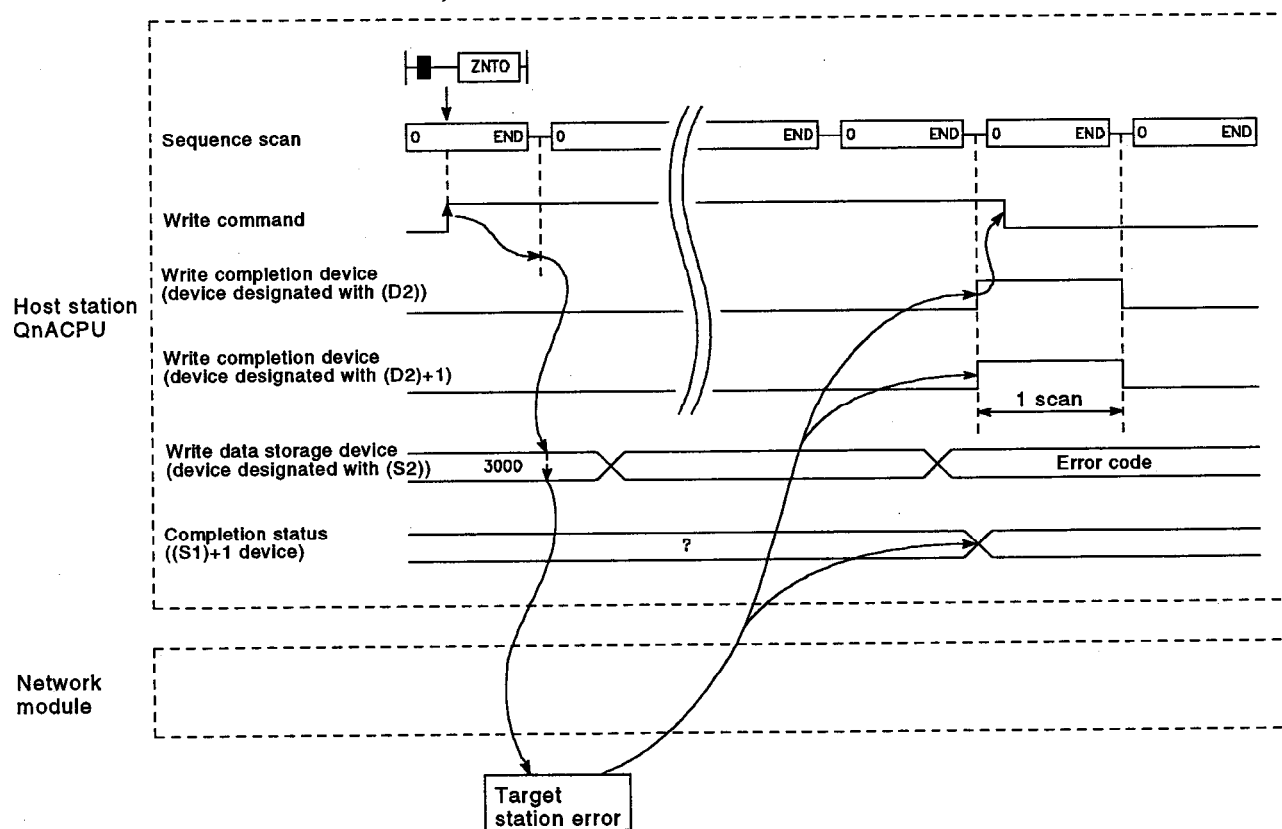 ZNTO
Sequence scan
0 END 0 END 0 END 0 END 0 END
Write command
Write completion device
(device designated with (D2))
Host station
QnACPU
Write completion device
(device designated with (D2)+1)
1 scan
Write data storage device
(device designated with (S2))
3000
Error code
Completion status
((S1)+1 device)
?
Network
module
Target
station error